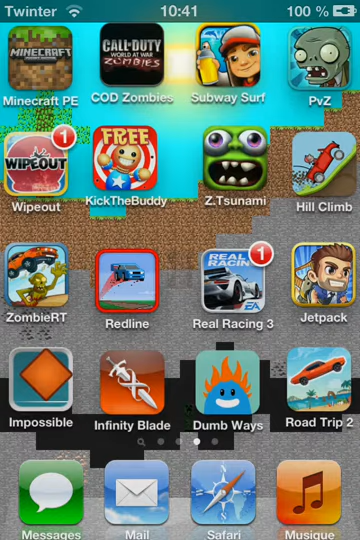 Twinter 10:41 100 %
MINECRAFT
CALL OF DUTY
WORLD AT WAR
ZOMBIES
Minecraft PE COD Zombies Subway Surf PvZ
1
WIPEOUT
FREE
Wipeout KickTheBuddy Z.Tsunami Hill Climb
1
REAL
RACING
EA
ZombieRT Redline Real Racing 3 Jetpack
Impossible Infinity Blade Dumb Ways Road Trip 2
Messages Mail Safari Musique